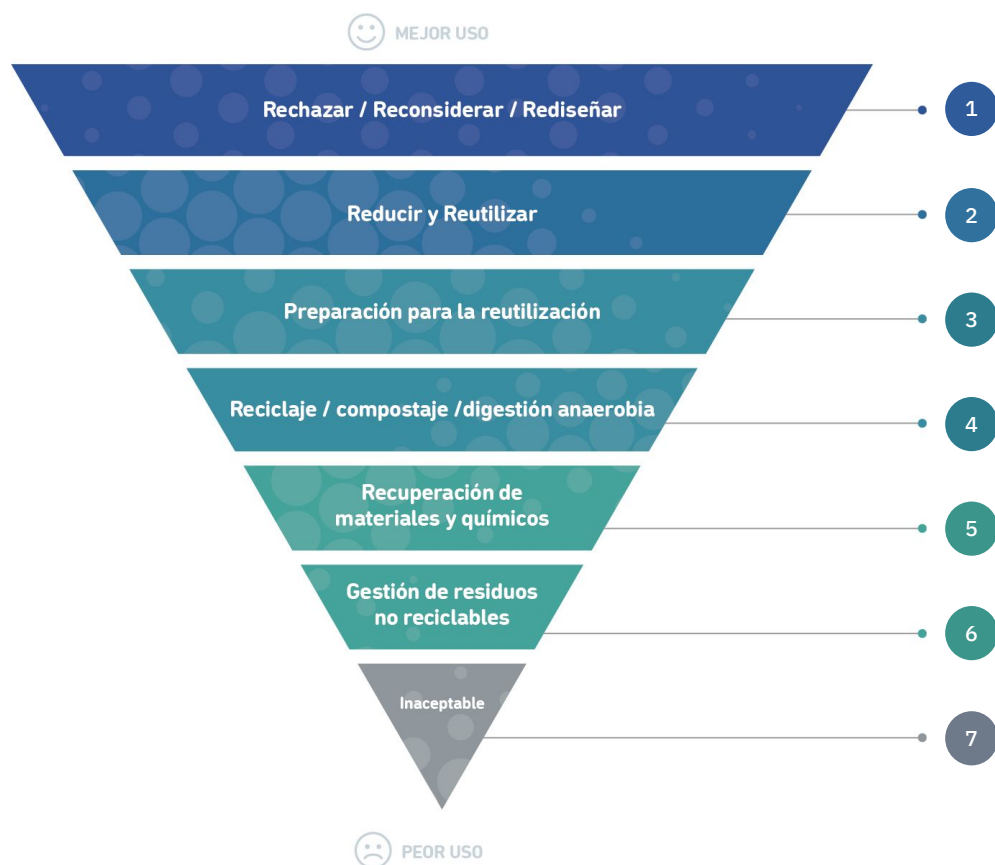 MEJOR USO
Rechazar / Reconsiderar / Rediseñar
1
Reducir y Reutilizar
2
Preparación para la reutilización
3
Reciclaje / compostaje /digestión anaerobia
4
Recuperación de
materiales y químicos
5
Gestión de residuos
no reciclables
6
Inaceptable
7
PEOR USO